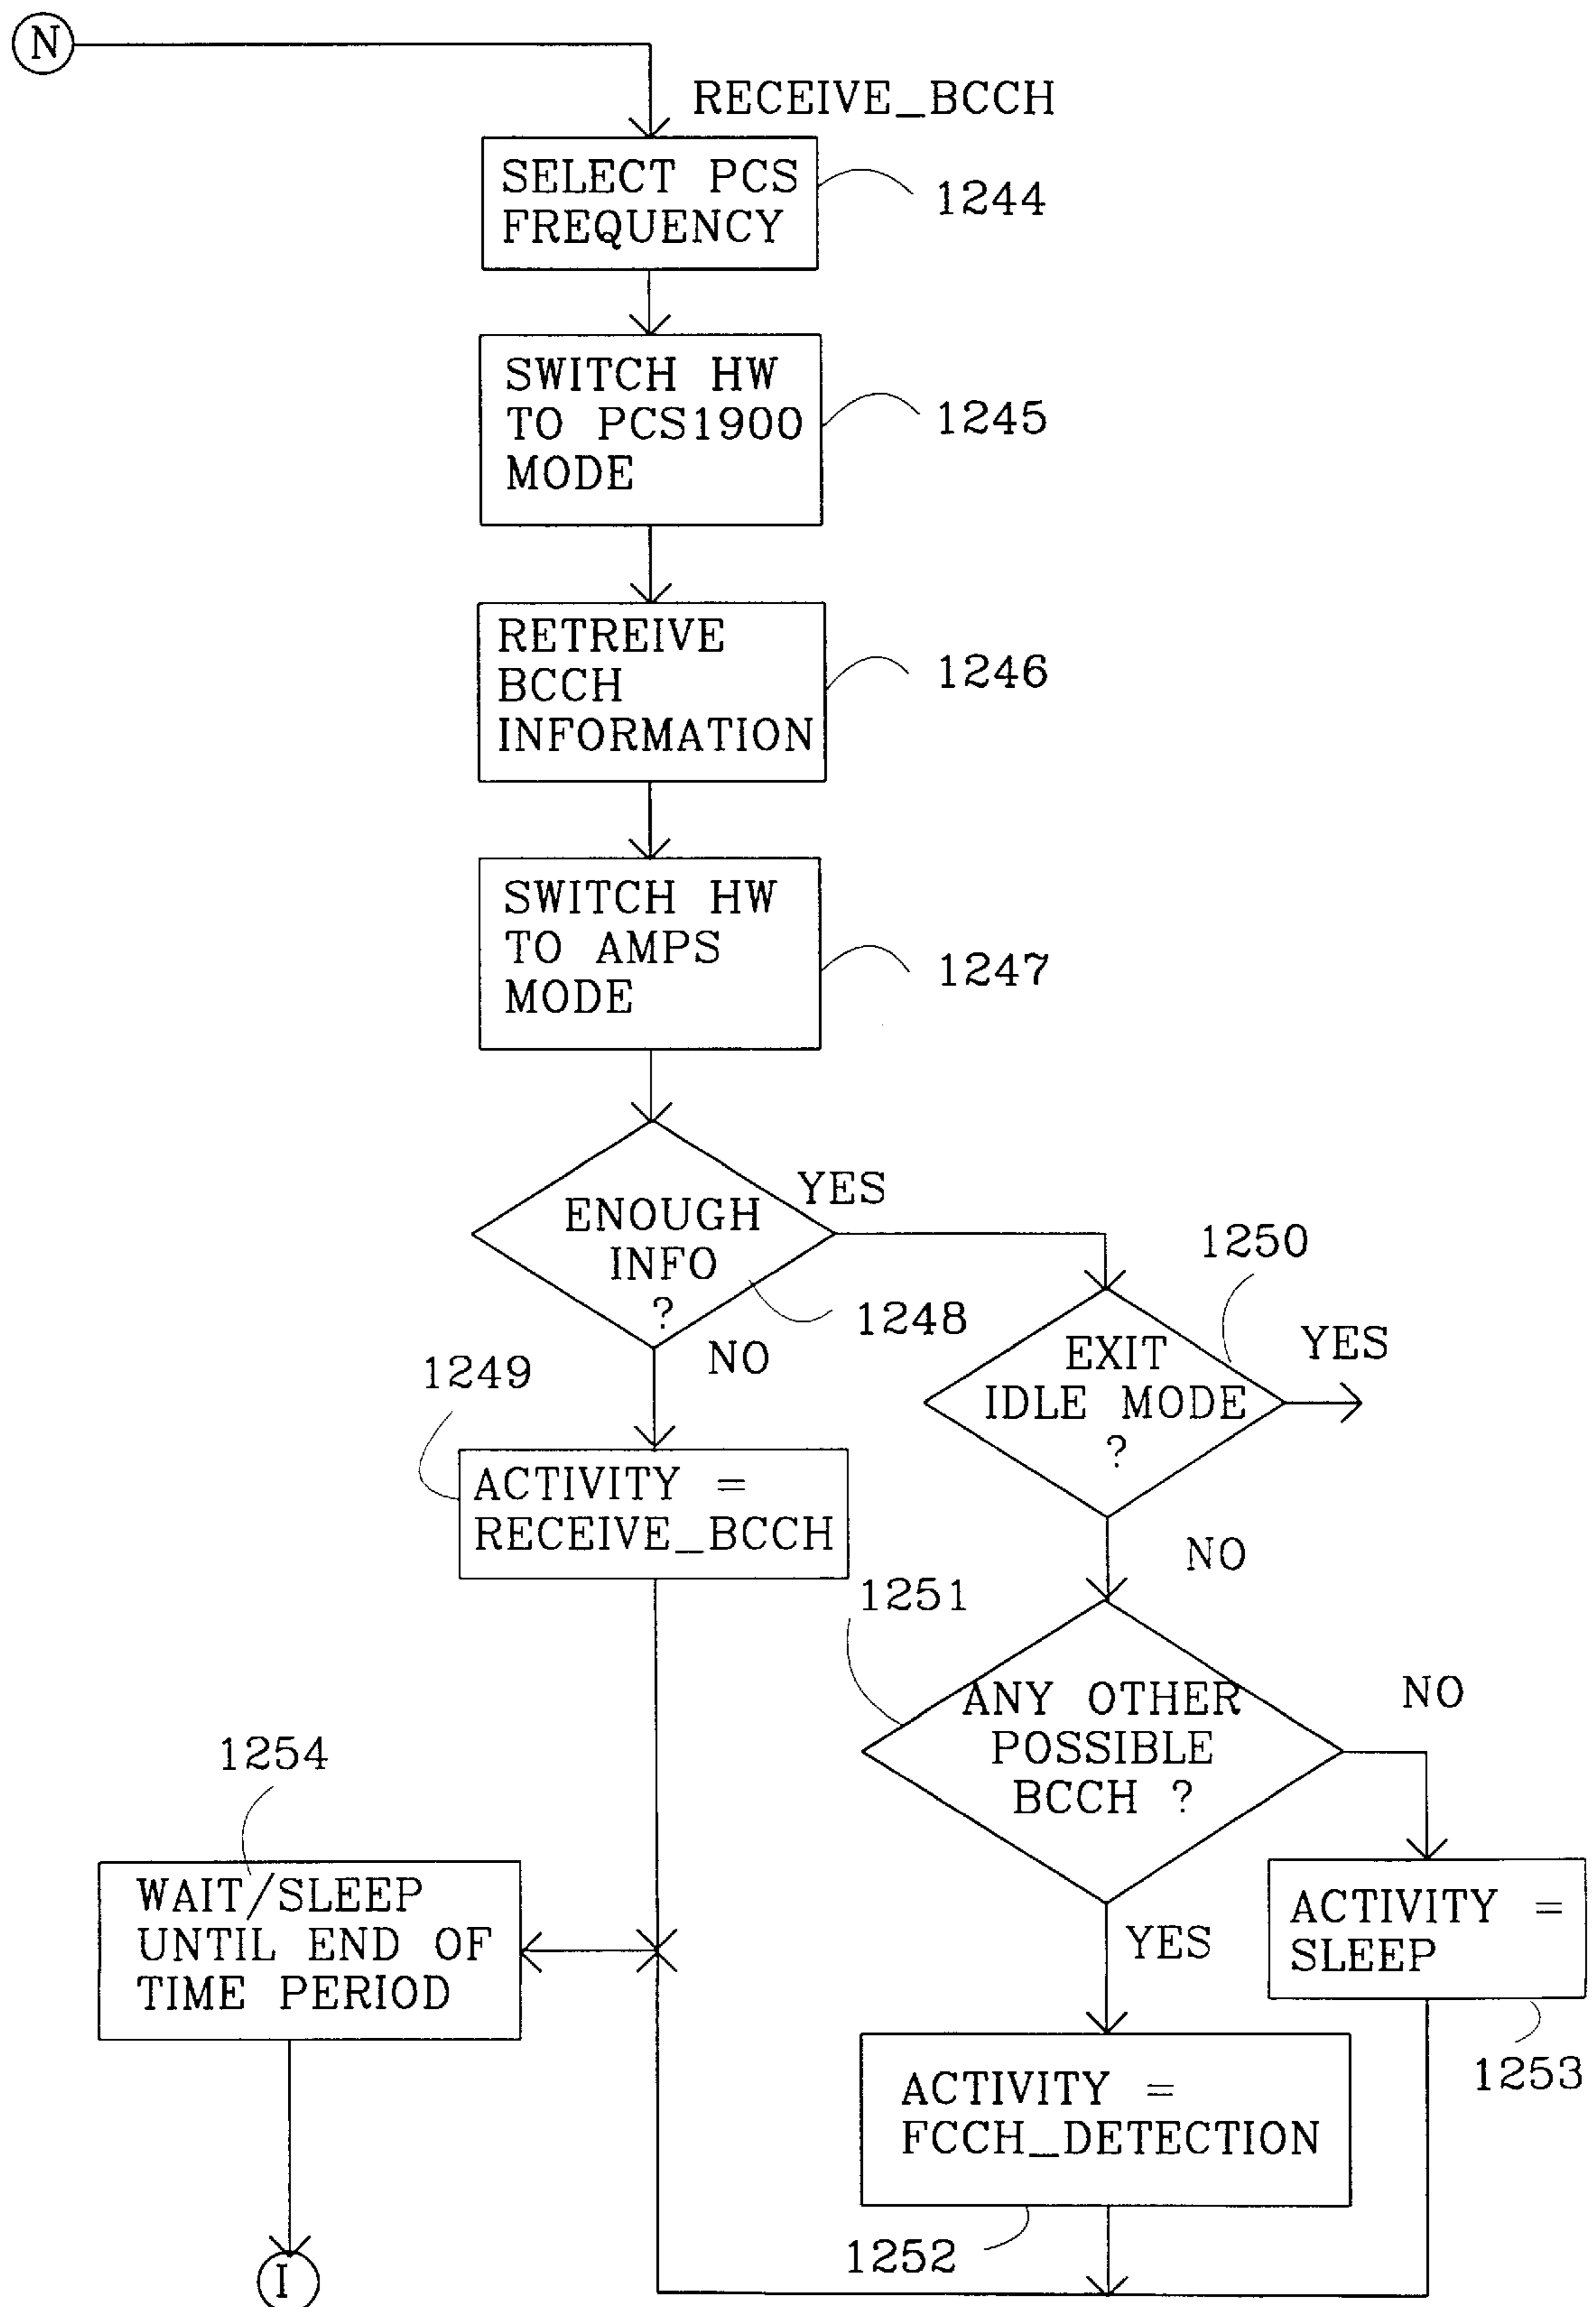 N
RECEIVE_BCCH
SELECT PCS
FREQUENCY
1244
SWITCH HW
TO PCS1900
MODE
1245
RETREIVE
BCCH
INFORMATION
1246
SWITCH HW
TO AMPS
MODE
1247
ENOUGH
INFO
?
YES
1248
NO
1250
EXIT
IDLE MODE
?
YES
NO
1249
ACTIVITY =
RECEIVE_BCCH
1251
ANY OTHER
POSSIBLE
BCCH ?
NO
YES
1254
WAIT/SLEEP
UNTIL END OF
TIME PERIOD
ACTIVITY =
SLEEP
1253
ACTIVITY =
FCCH_DETECTION
1252
I